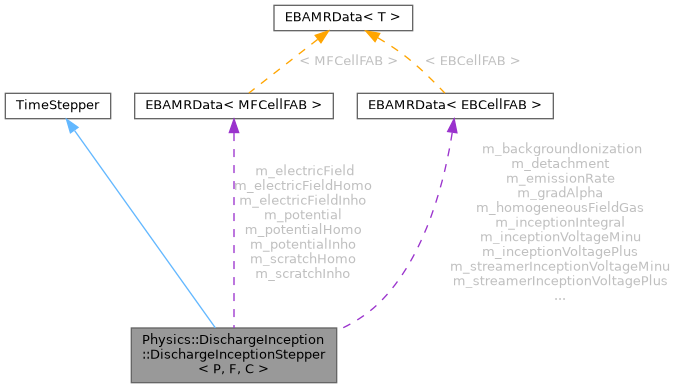 EBAMRData< T >
< MFCellFAB >
< EBCellFAB >
TimeStepper
EBAMRData< MFCellFAB >
EBAMRData< EBCellFAB >
m_electricField
m_electricFieldHomo
m_electricFieldInho
m_potential
m_potentialHomo
m_potentialInho
m_scratchHomo
m_scratchInho
m_backgroundIonization
m_detachment
m_emissionRate
m_gradAlpha
m_homogeneousFieldGas
m_inceptionIntegral
m_inceptionVoltageMinu
m_inceptionVoltagePlus
m_streamerInceptionVoltageMinu
m_streamerInceptionVoltagePlus
...
Physics::DischargeInception
::DischargeInceptionStepper
< P, F, C >